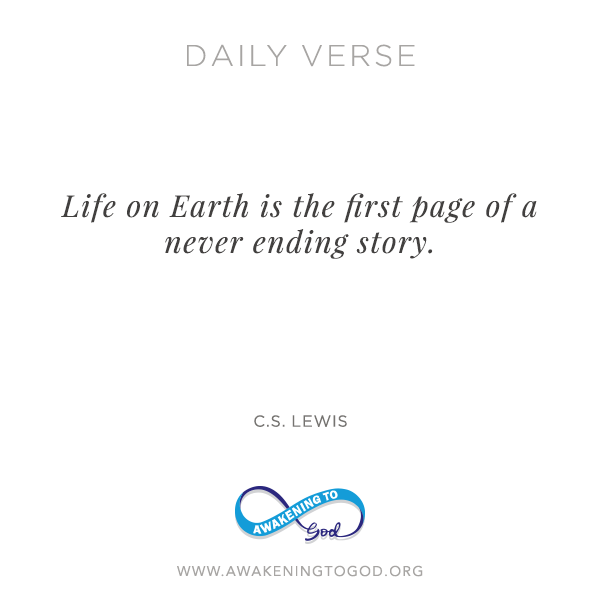 DAILY VERSE
Life on Earth is the first page of a
never ending story.
C.S. LEWIS
AWAKENING TO
God
WWW.AWAKENINGTOGOD.ORG